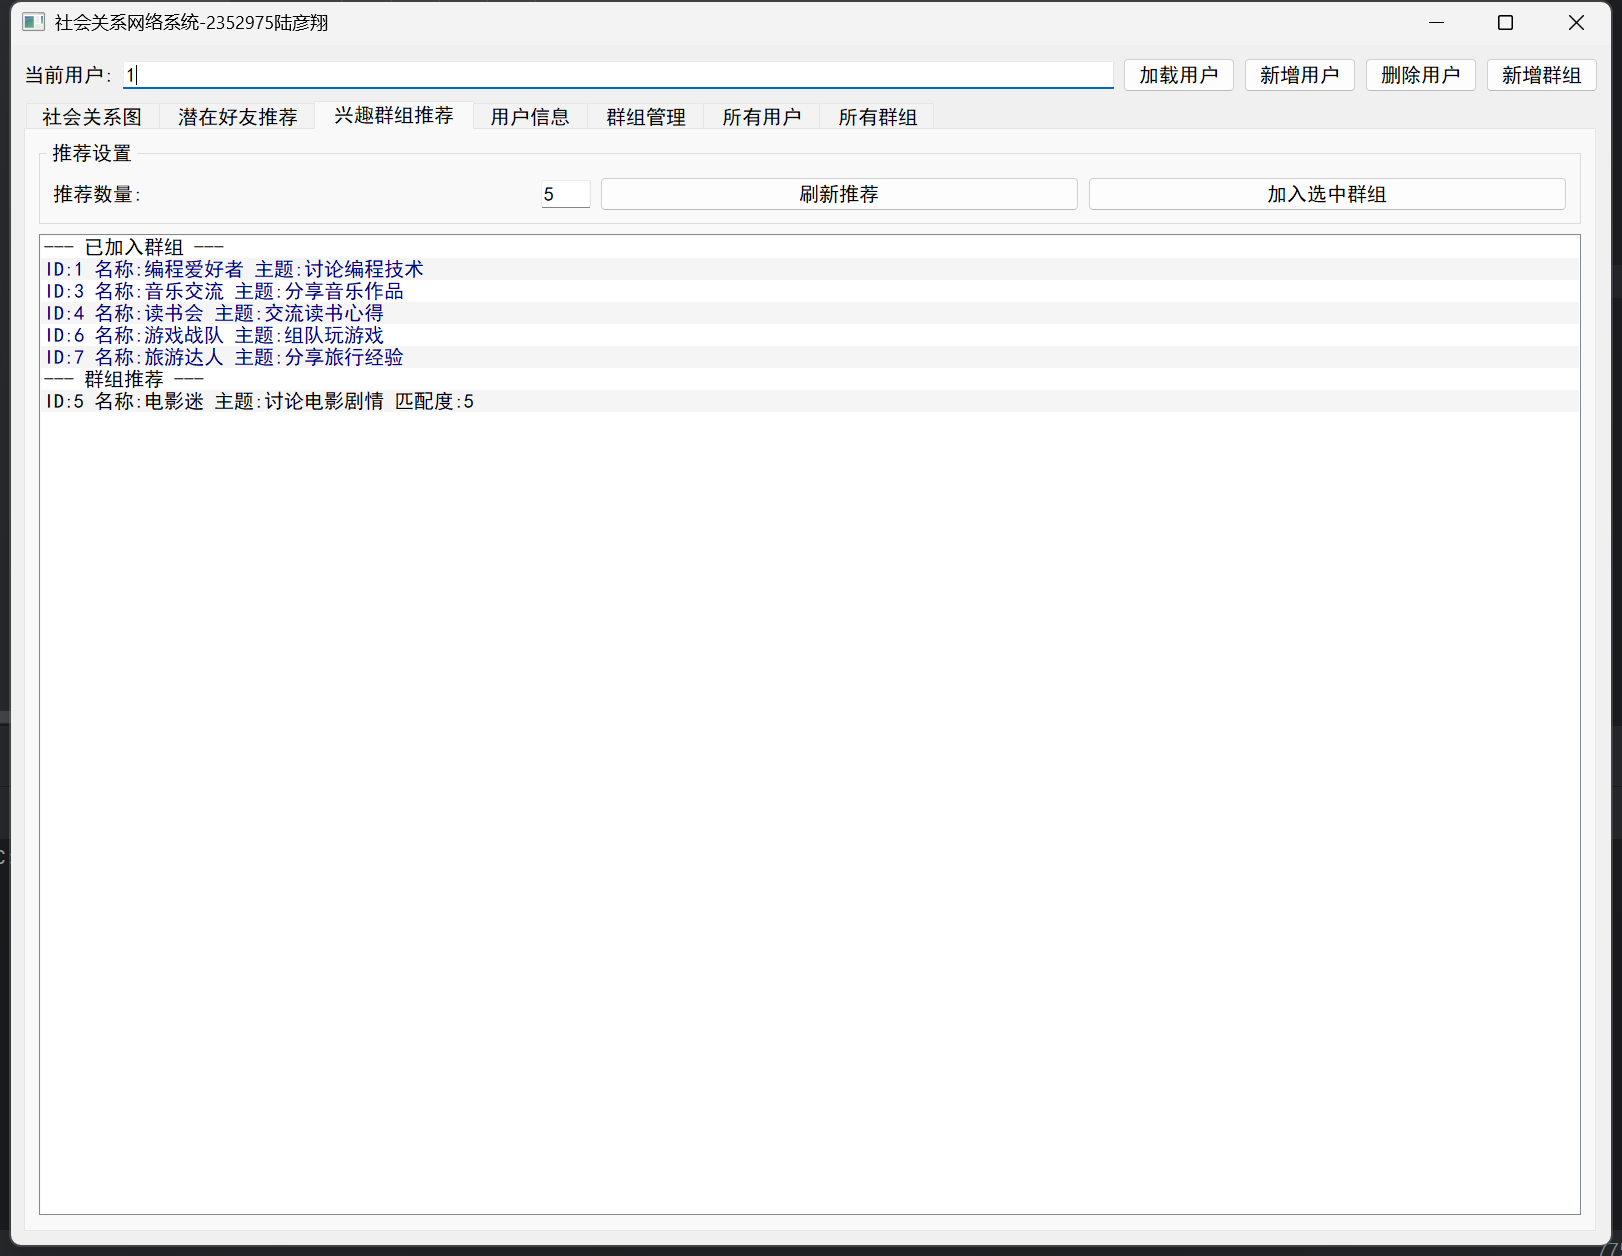 社会关系网络系统-2352975陆彦翔
当前用户: 1 加载用户 新增用户 删除用户 新增群组
社会关系图 潜在好友推荐 兴趣群组推荐 用户信息 群组管理 所有用户 所有群组
推荐设置
推荐数量: 5 刷新推荐 加入选中群组
--- 已加入群组 ---
ID:1 名称:编程爱好者 主题:讨论编程技术
ID:3 名称:音乐交流 主题:分享音乐作品
ID:4 名称:读书会 主题:交流读书心得
ID:6 名称:游戏战队 主题:组队玩游戏
ID:7 名称:旅游达人 主题:分享旅行经验
--- 群组推荐 ---
ID:5 名称:电影迷 主题:讨论电影剧情 匹配度:5